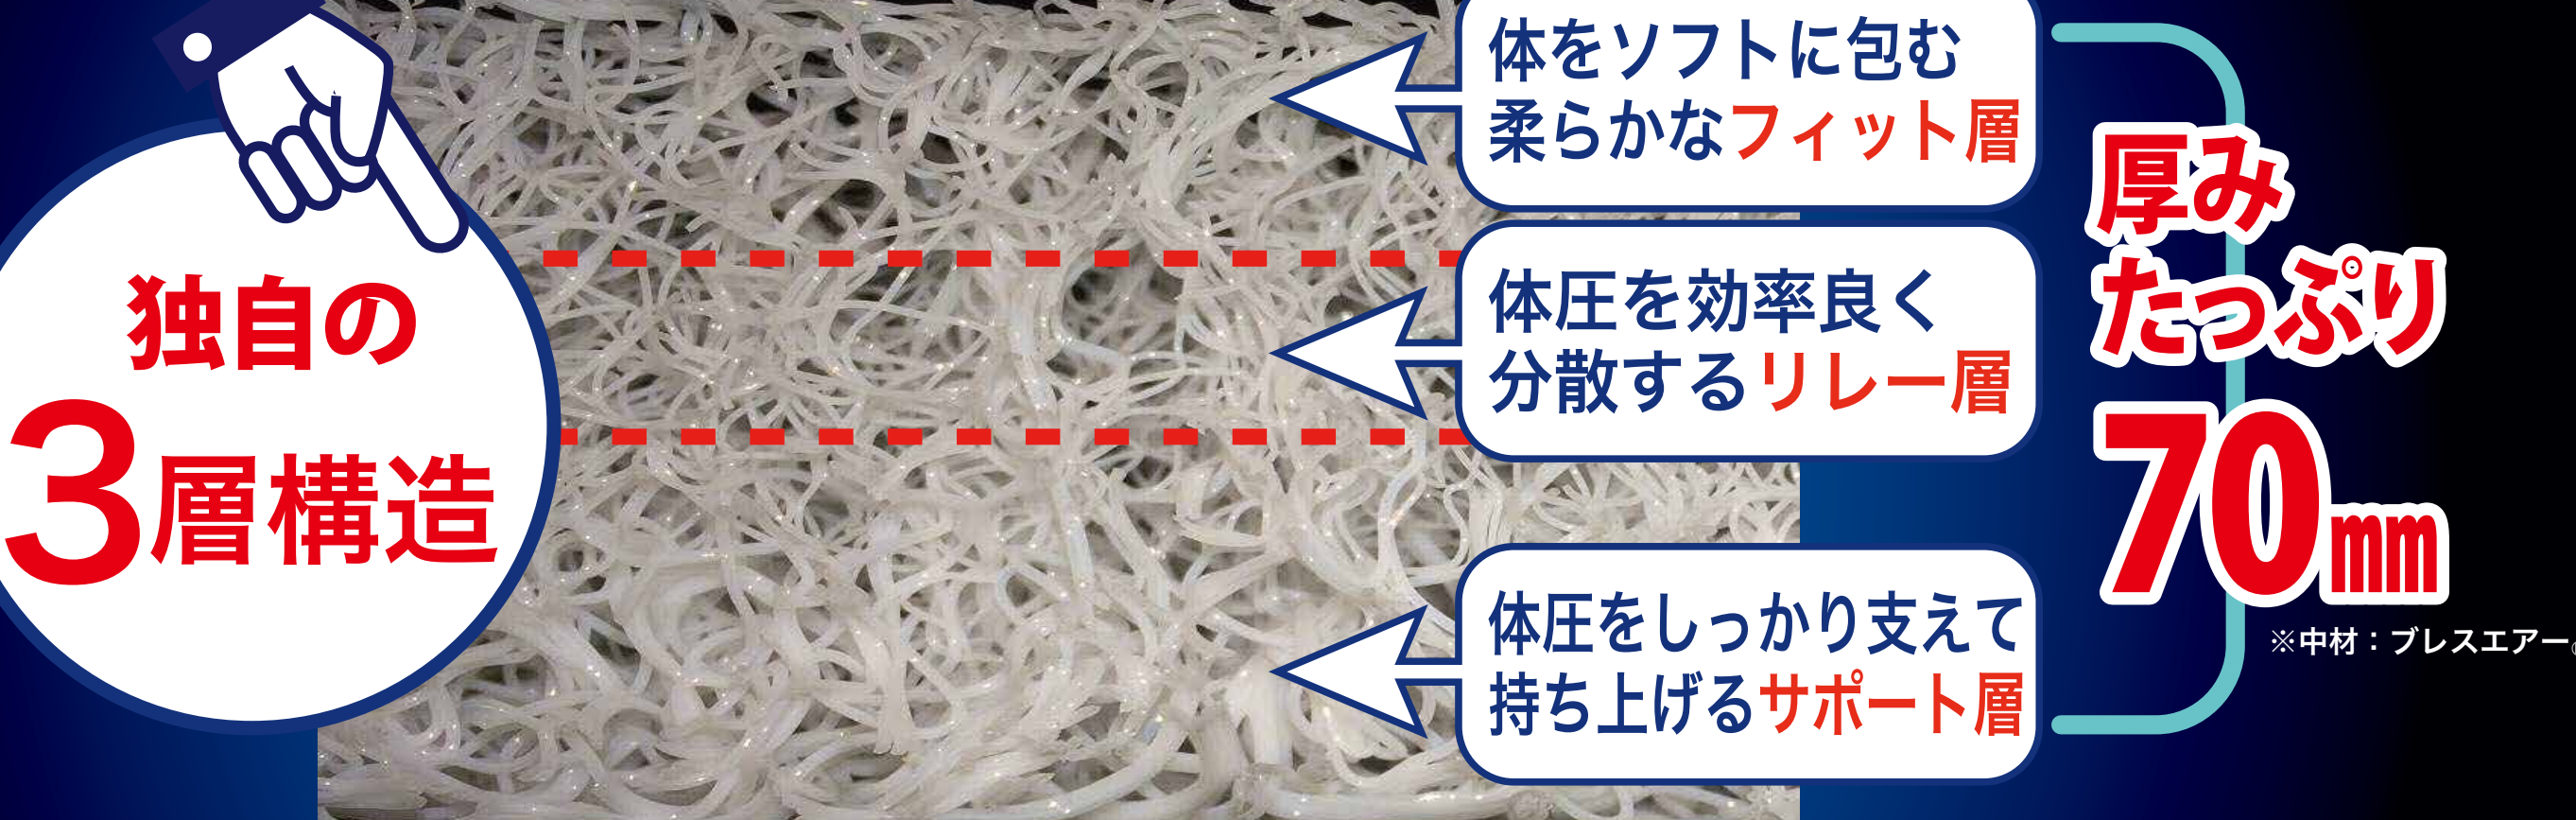 独自の
3層構造
体をソフトに包む
柔らかなフィット層
体圧を効率良く
分散するリレー層
体圧をしっかり支えて
持ち上げるサポート層
厚み
たっぷり
70mm
※中材：ブレスエアー